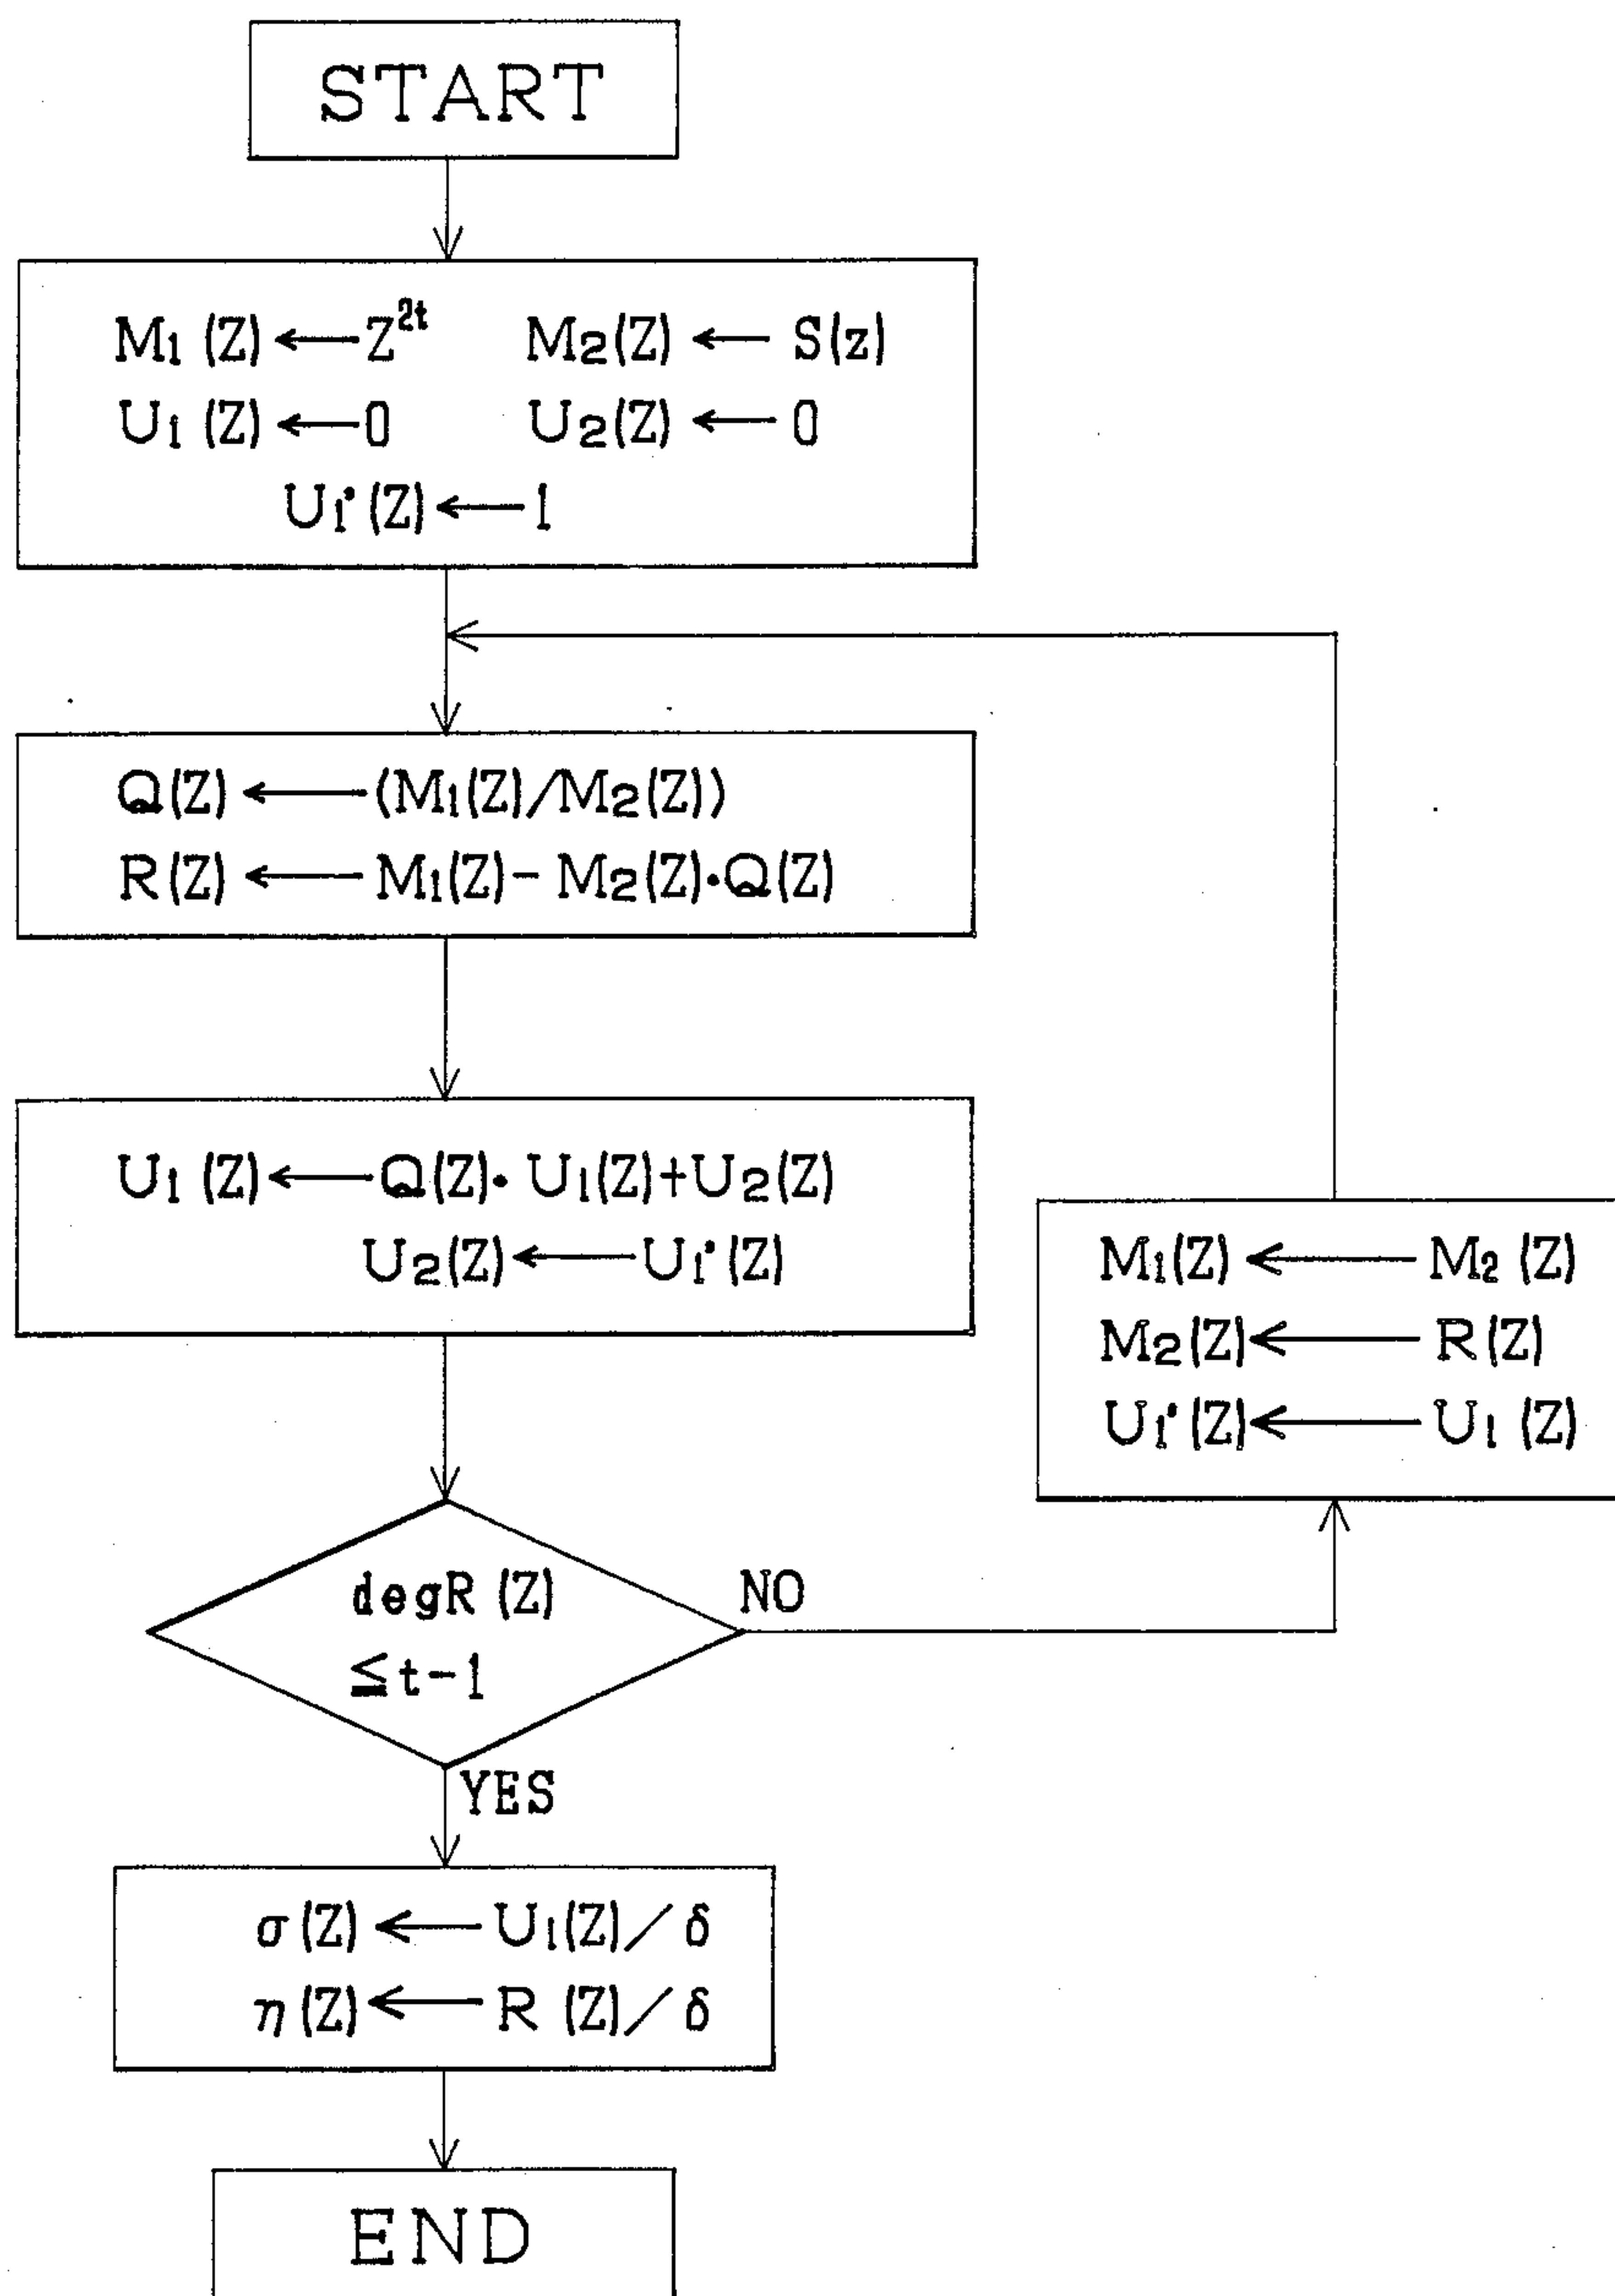 START
M₁(Z) ← Z²ᵗ M₂(Z) ← S(z)
U₁(Z) ← 0 U₂(Z) ← 0
U₁'(Z) ← 1
Q(Z) ← (M₁(Z)/M₂(Z))
R(Z) ← M₁(Z) - M₂(Z)·Q(Z)
U₁(Z) ← Q(Z)· U₁(Z)+U₂(Z)
U₂(Z) ← U₁'(Z)
M₁(Z) ← M₂(Z)
M₂(Z) ← R(Z)
U₁'(Z) ← U₁(Z)
degR(Z)
≦t-1
NO
YES
σ(Z) ← U₁(Z)/δ
η(Z) ← R(Z)/δ
END